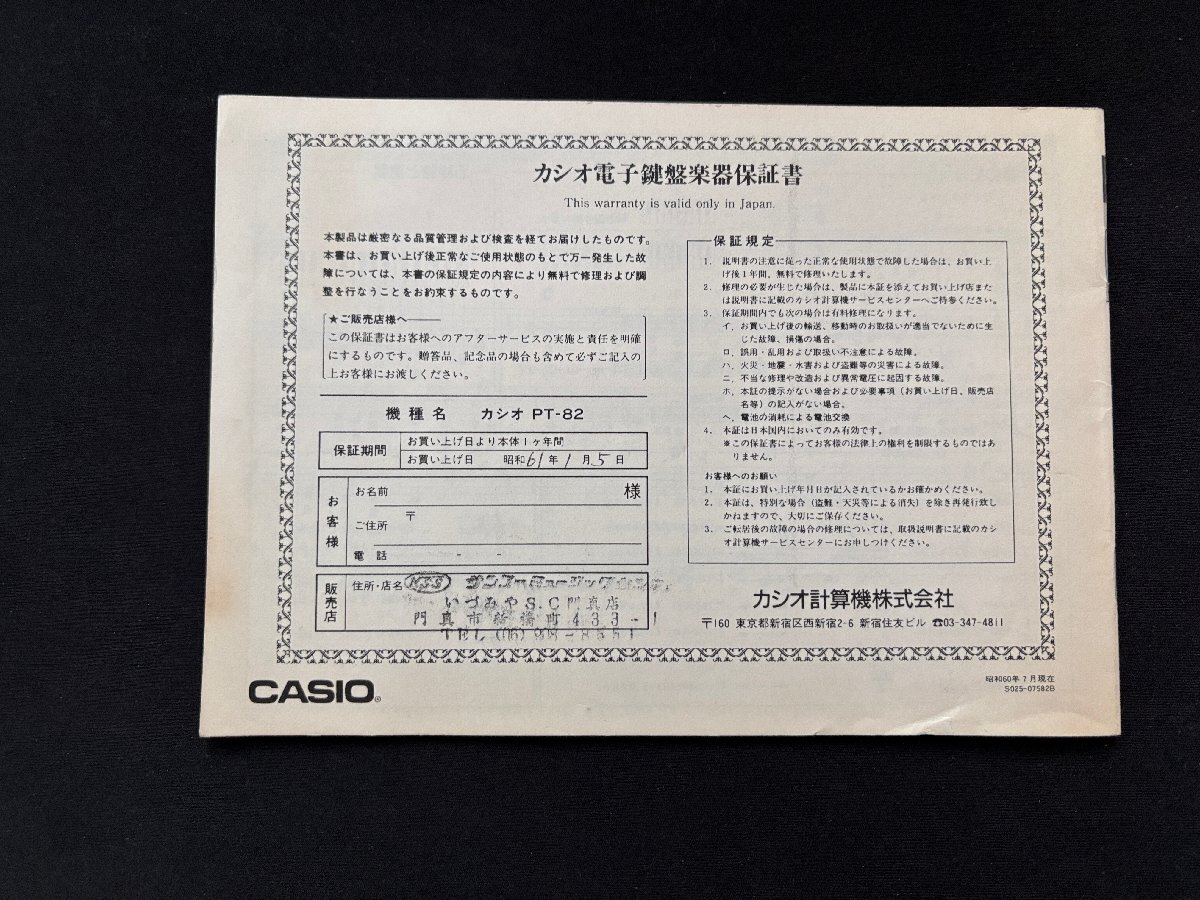 カシオ電子鍵盤楽器保証書
This warranty is valid only in Japan.
本製品は厳密なる品質管理および検査を経てお届けしたものです。
本書は、お買い上げ後正常なご使用状態のもとで万一発生した故
障については、本書の保証規定の内容により無料で修理および調
整を行なうことをお約束するものです。
★ご販売店様へ
この保証書はお客様へのアフターサービスの実施と責任を明確
にするものです。贈答品、記念品の場合も含めて必ずご記入の
上お客様にお渡しください。
機種名 カシオ PT-82
保証期間
お買い上げ日より本体1ヶ年間
お買い上げ日 昭和61年1月5日
お客様
お名前 様
ご住所 〒
電話 - -
販売店
住所・店名
いづみやS.C門真店
門真市 町433-1
TEL (06)
保証規定
1. 説明書の注意に従った正常な使用状態で故障した場合は、お買い上
げ後1年間、無料で修理いたします。
2. 修理の必要が生じた場合は、製品に本証を添えてお買い上げ店また
は説明書に記載のカシオ計算機サービスセンターへご持参ください。
3. 保証期間内でも次の場合は有料修理になります。
イ. お買い上げ後の輸送、移動時のお取扱いが適当でないために生
じた故障、損傷の場合。
ロ. 誤用・乱用および取扱い不注意による故障。
ハ. 火災・地震・水害および盗難等の災害による故障。
ニ. 不当な修理や改造および異常電圧に起因する故障。
ホ. 本証の提示がない場合および必要事項（お買い上げ日、販売店
名等）の記入がない場合。
ヘ. 電池の消耗による電池交換
4. 本証は日本国内においてのみ有効です。
※この保証書によってお客様の法律上の権利を制限するものではあ
りません。
お客様へのお願い
1. 本証にお買い上げ年月日が記入されているかお確かめください。
2. 本証は、特別な場合（盗難・天災等による消失）を除き再発行致し
かねますので、大切にご保存ください。
3. ご転居後の故障の場合の修理については、取扱説明書に記載のカシ
オ計算機サービスセンターにお申しつけください。
カシオ計算機株式会社
〒160 東京都新宿区西新宿2-6 新宿住友ビル ☎03-347-4811
CASIO®
昭和60年7月現在
S025-07582B